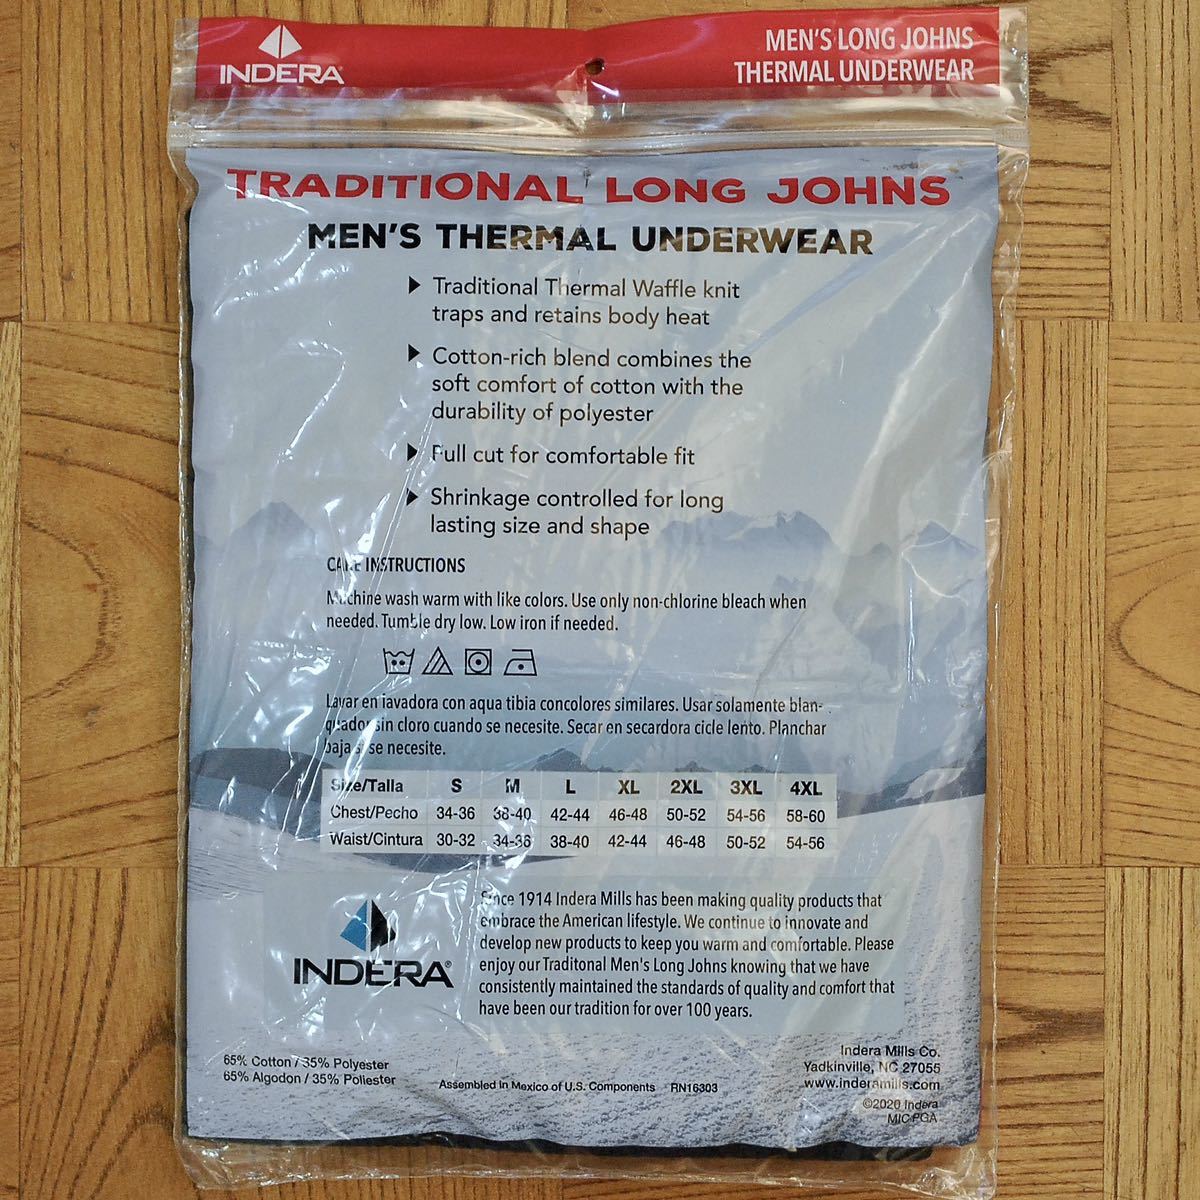 INDERA
MEN'S LONG JOHNS
THERMAL UNDERWEAR
TRADITIONAL LONG JOHNS
MEN'S THERMAL UNDERWEAR
Traditional Thermal Waffle knit
traps and retains body heat
Cotton-rich blend combines the
soft comfort of cotton with the
durability of polyester
Full cut for comfortable fit
Shrinkage controlled for long
lasting size and shape
CARE INSTRUCTIONS
Machine wash warm with like colors. Use only non-chlorine bleach when
needed. Tumble dry low. Low iron if needed.
Lavar en lavadora con aqua tibia concolores similares. Usar solamente blan-
quador sin cloro cuando se necesite. Secar en secardora cicle lento. Planchar
baja si se necesite.
Size/Talla S M L XL 2XL 3XL 4XL
Chest/Pecho 34-36 38-40 42-44 46-48 50-52 54-56 58-60
Waist/Cintura 30-32 34-36 38-40 42-44 46-48 50-52 54-56
Since 1914 Indera Mills has been making quality products that
embrace the American lifestyle. We continue to innovate and
develop new products to keep you warm and comfortable. Please
enjoy our Traditonal Men's Long Johns knowing that we have
consistently maintained the standards of quality and comfort that
have been our tradition for over 100 years.
INDERA®
65% Cotton / 35% Polyester
65% Algodon / 35% Poliester
Assembled in Mexico of U.S. Components RN16303
Indera Mills Co.
Yadkinville, NC 27055
www.inderamills.com
©2020 Indera
MIC-PGA